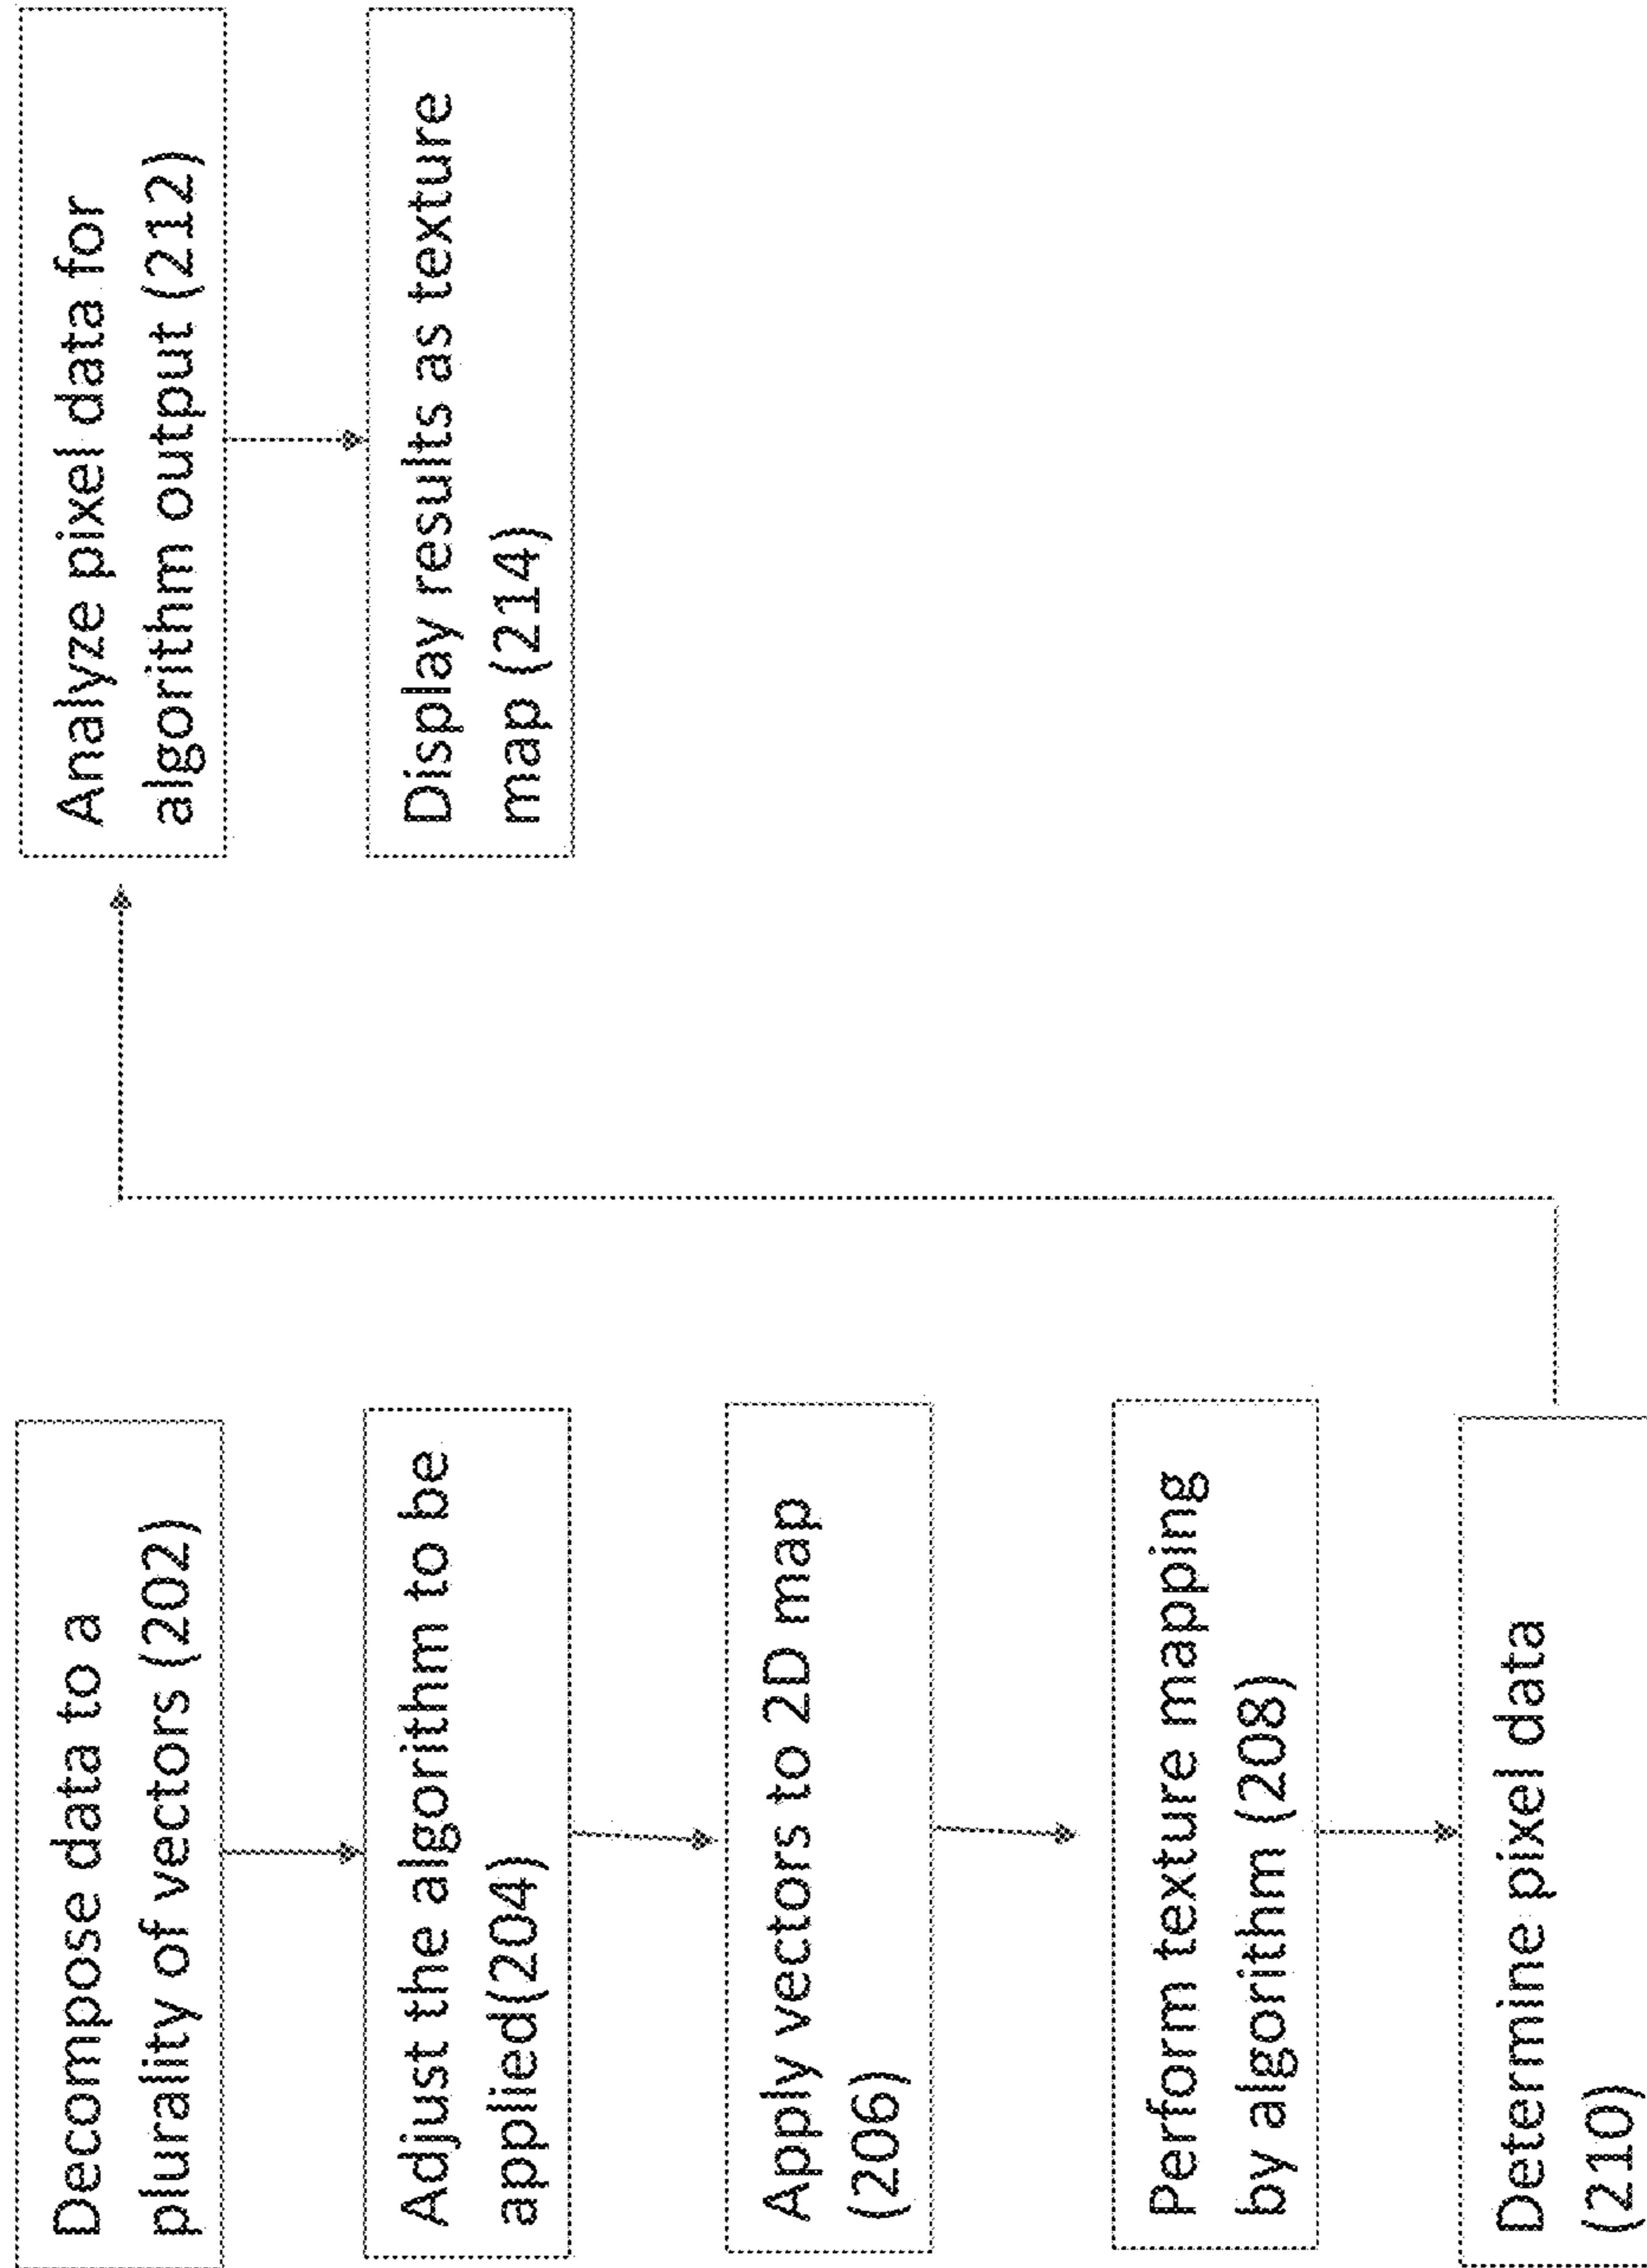 Decompose data to a
plurality of vectors (202)
Adjust the algorithm to be
applied(204)
Apply vectors to 2D map
(206)
Perform texture mapping
by algorithm (208)
Determine pixel data
(210)
Analyze pixel data for
algorithm output (212)
Display results as texture
map (214)